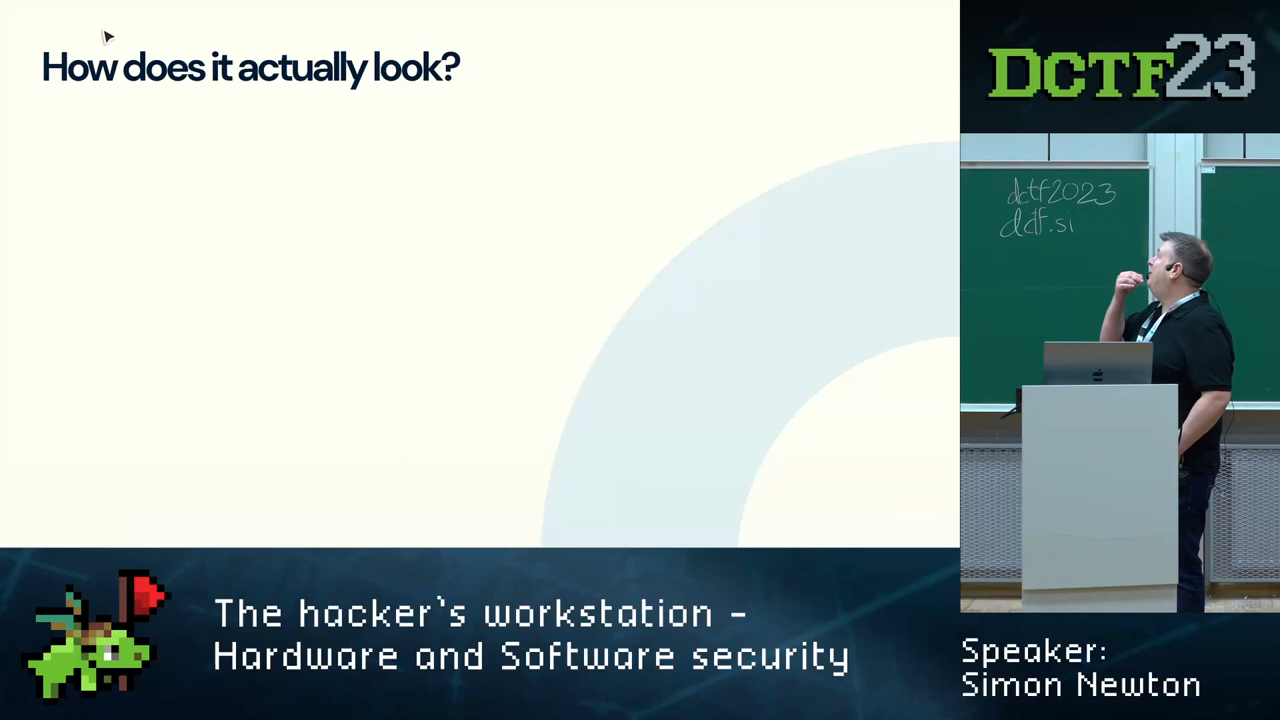 How does it actually look?
DCTF23
dctf2023
dctf.si
The hacker`s workstation -
Hardware and Software security
Speaker:
Simon Newton